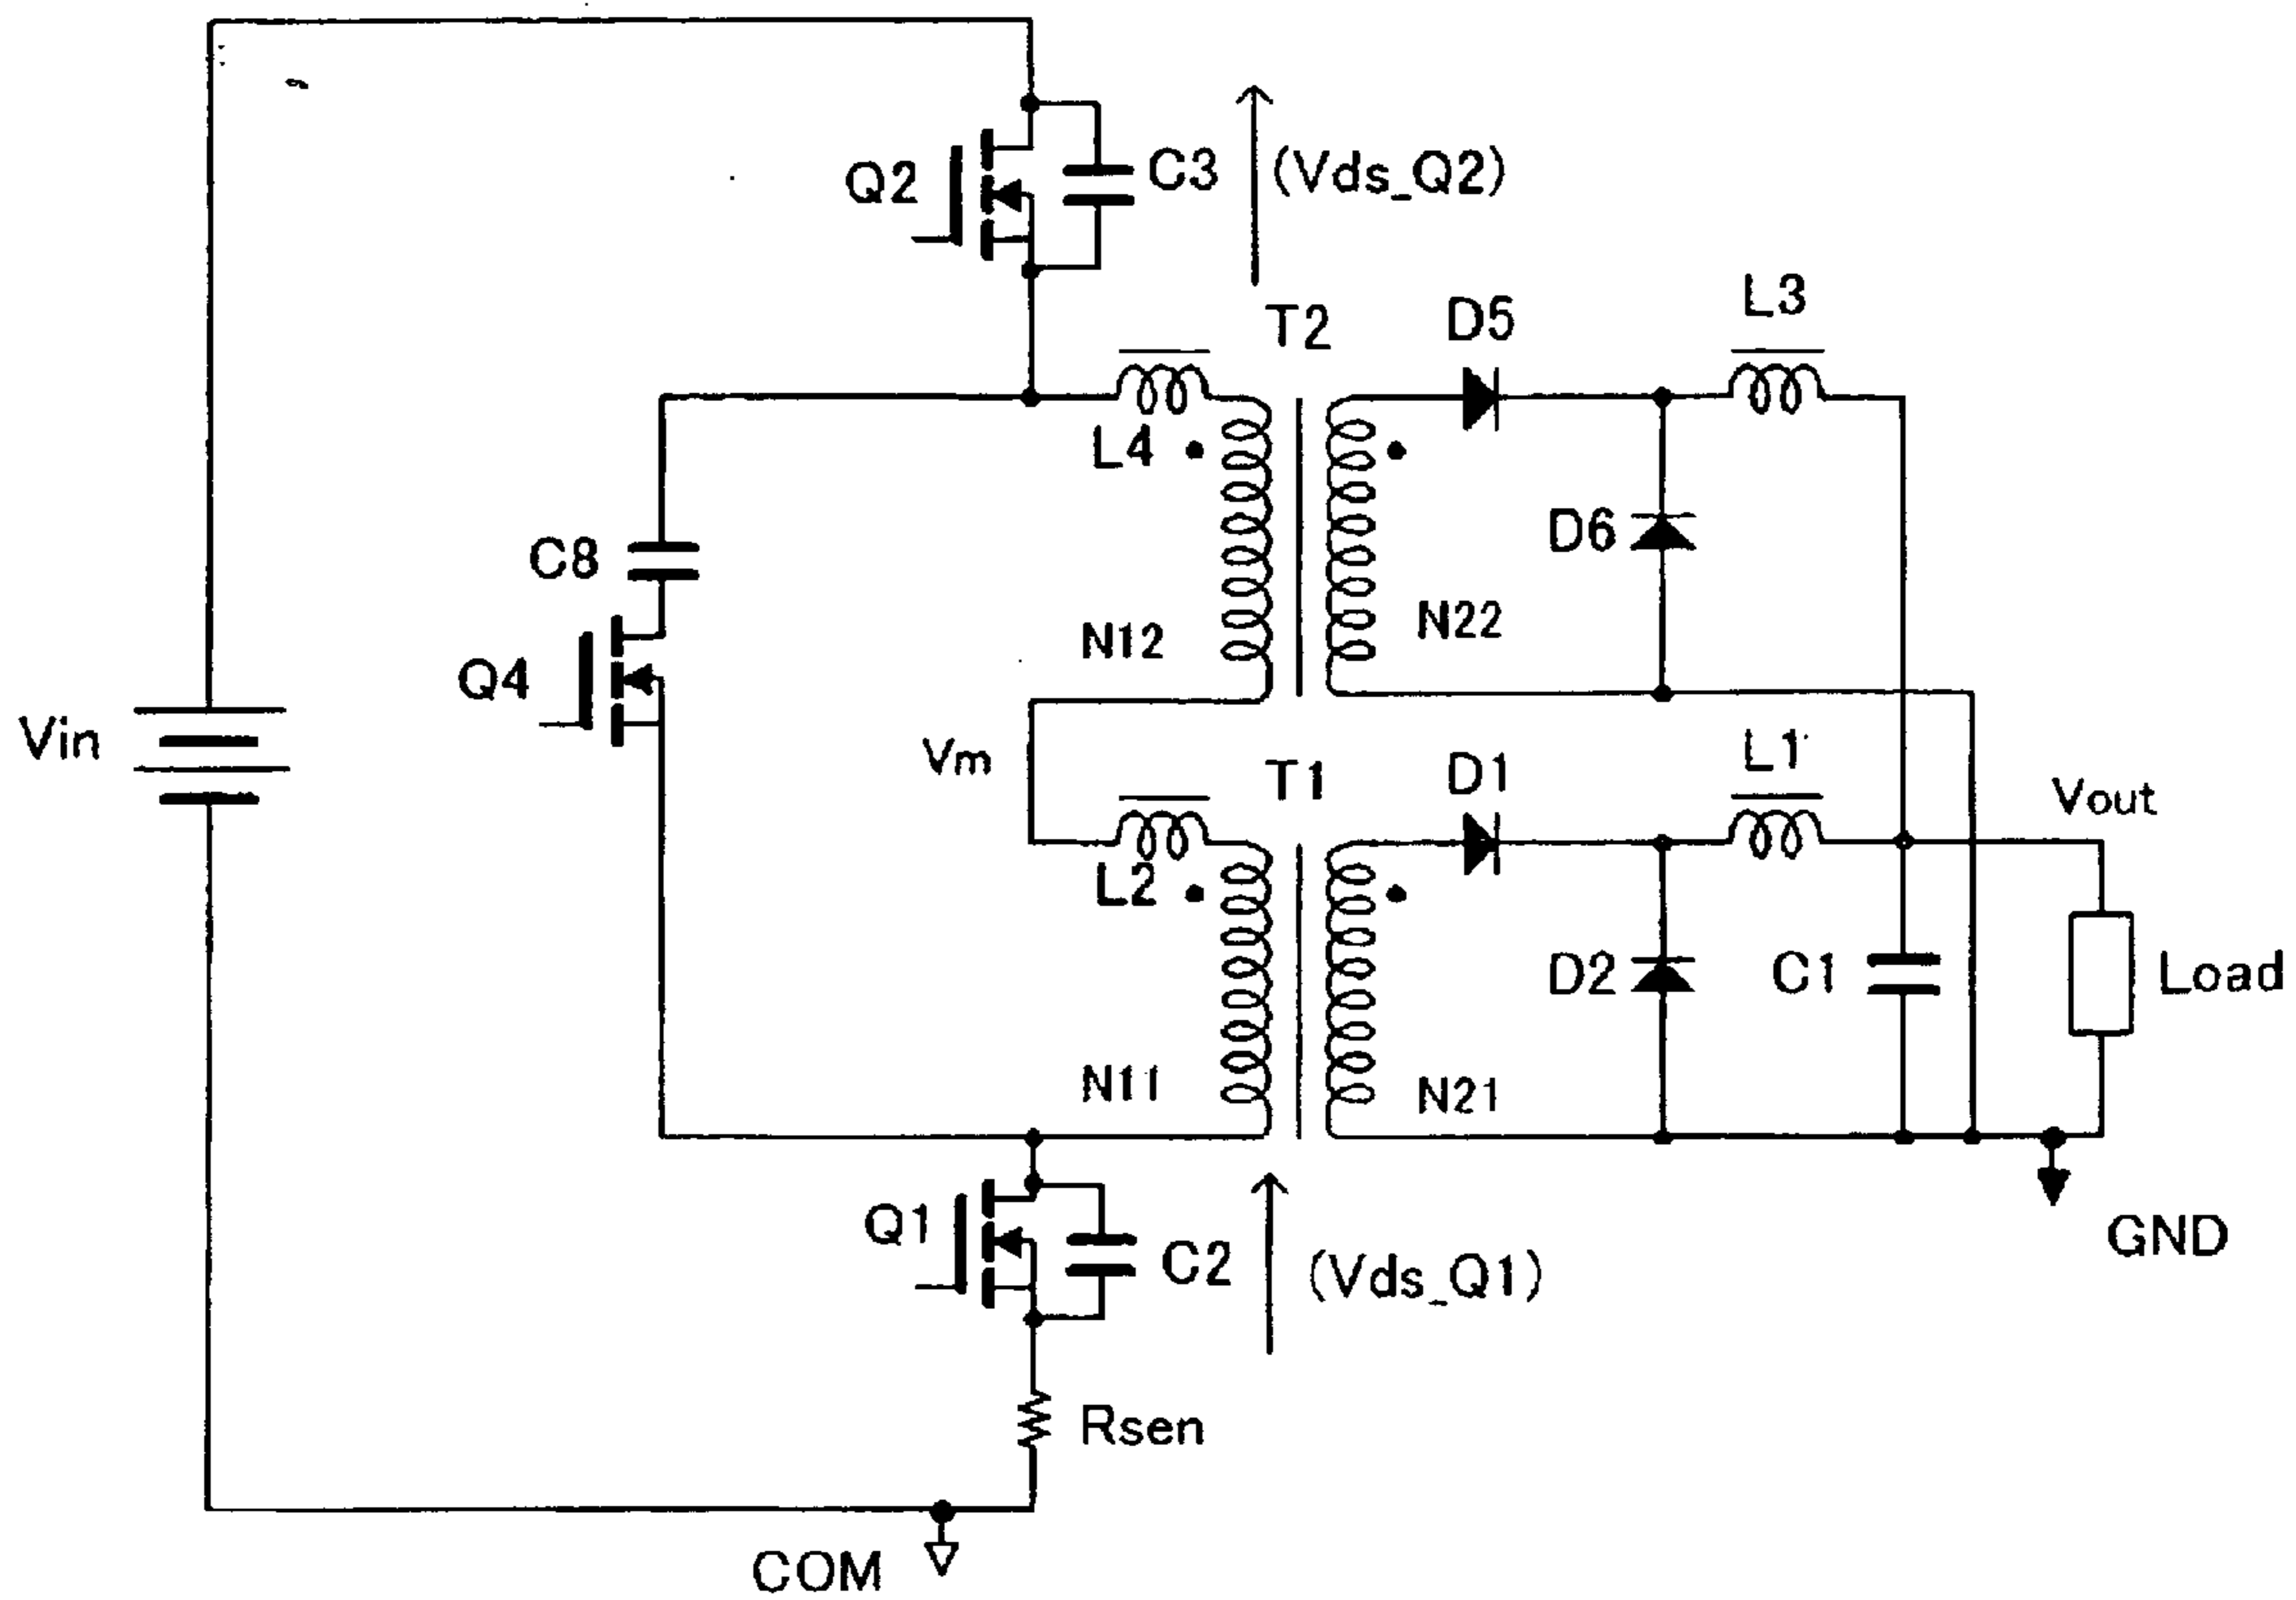 Q2
C3
(Vds_Q2)
T2
D5
L3
L4
C8
D6
N12
N22
Q4
Vin
Vm
T1
D1
L1
Vout
L2
D2
C1
Load
N11
N21
Q1
C2
(Vds_Q1)
GND
Rsen
COM